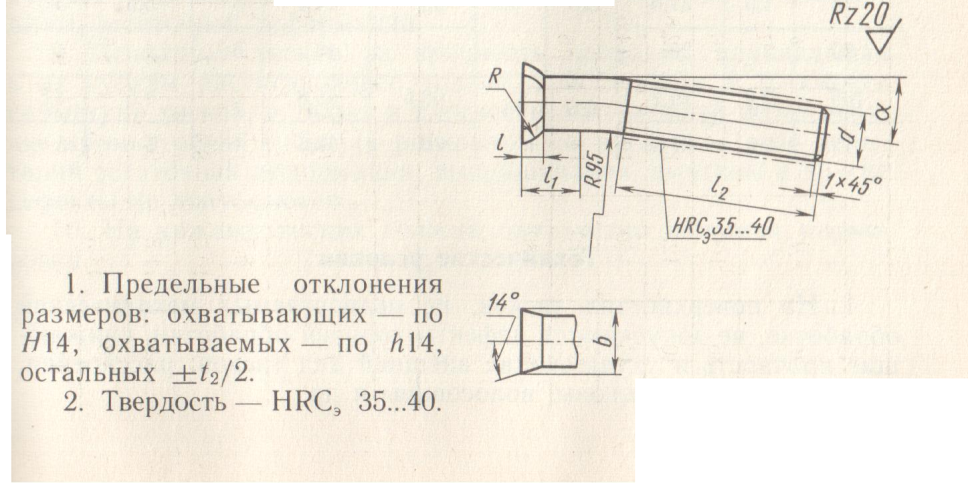 Rz20
R
l
l₁
R95
l₂
d
α
1×45°
HRCэ35...40
1. Предельные отклонения
размеров: охватывающих — по
H14, охватываемых — по h14,
остальных ±t₂/2.
2. Твердость — HRCэ 35...40.
14°
b